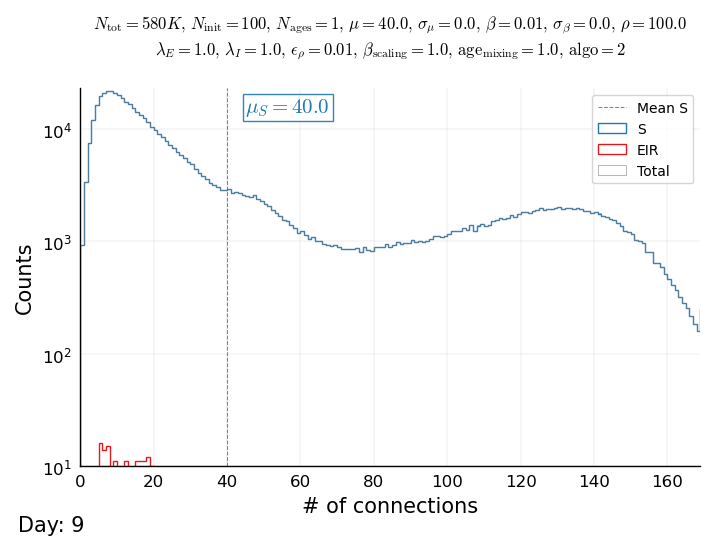 N_tot = 580K, N_init = 100, N_ages = 1, μ = 40.0, σ_μ = 0.0, β = 0.01, σ_β = 0.0, ρ = 100.0
λ_E = 1.0, λ_I = 1.0, ϵ_ρ = 0.01, β_scaling = 1.0, age_mixing = 1.0, algo = 2
μ_S = 40.0
Mean S
S
EIR
Total
10^4
10^3
10^2
10^1
Counts
0 20 40 60 80 100 120 140 160
# of connections
Day: 9